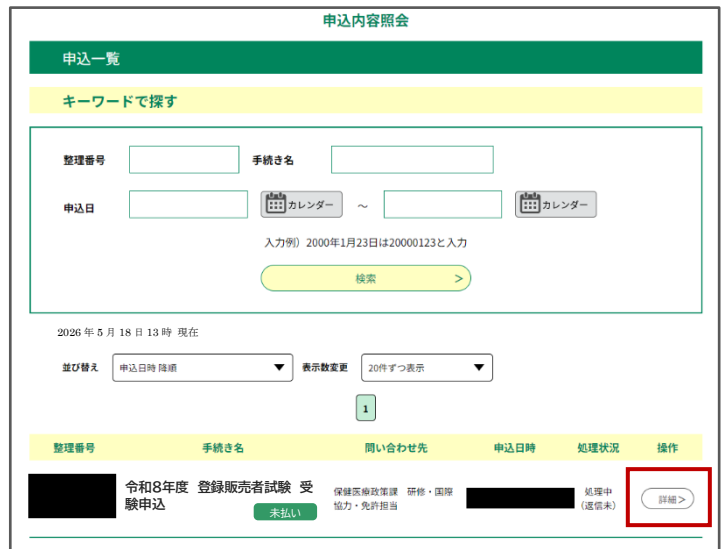 申込内容照会
申込一覧
キーワードで探す
整理番号 手続き名
申込日 カレンダー ～ カレンダー
入力例）2000年1月23日は20000123と入力
検索 >
2026 年 5 月 18 日 13 時 現在
並び替え 申込日時 降順 ▼ 表示数変更 20件ずつ表示 ▼
1
整理番号 手続き名 問い合わせ先 申込日時 処理状況 操作
令和8年度 登録販売者試験 受 保健医療政策課 研修・国際 処理中 詳細>
験申込 未払い 協力・免許担当 （返信未）